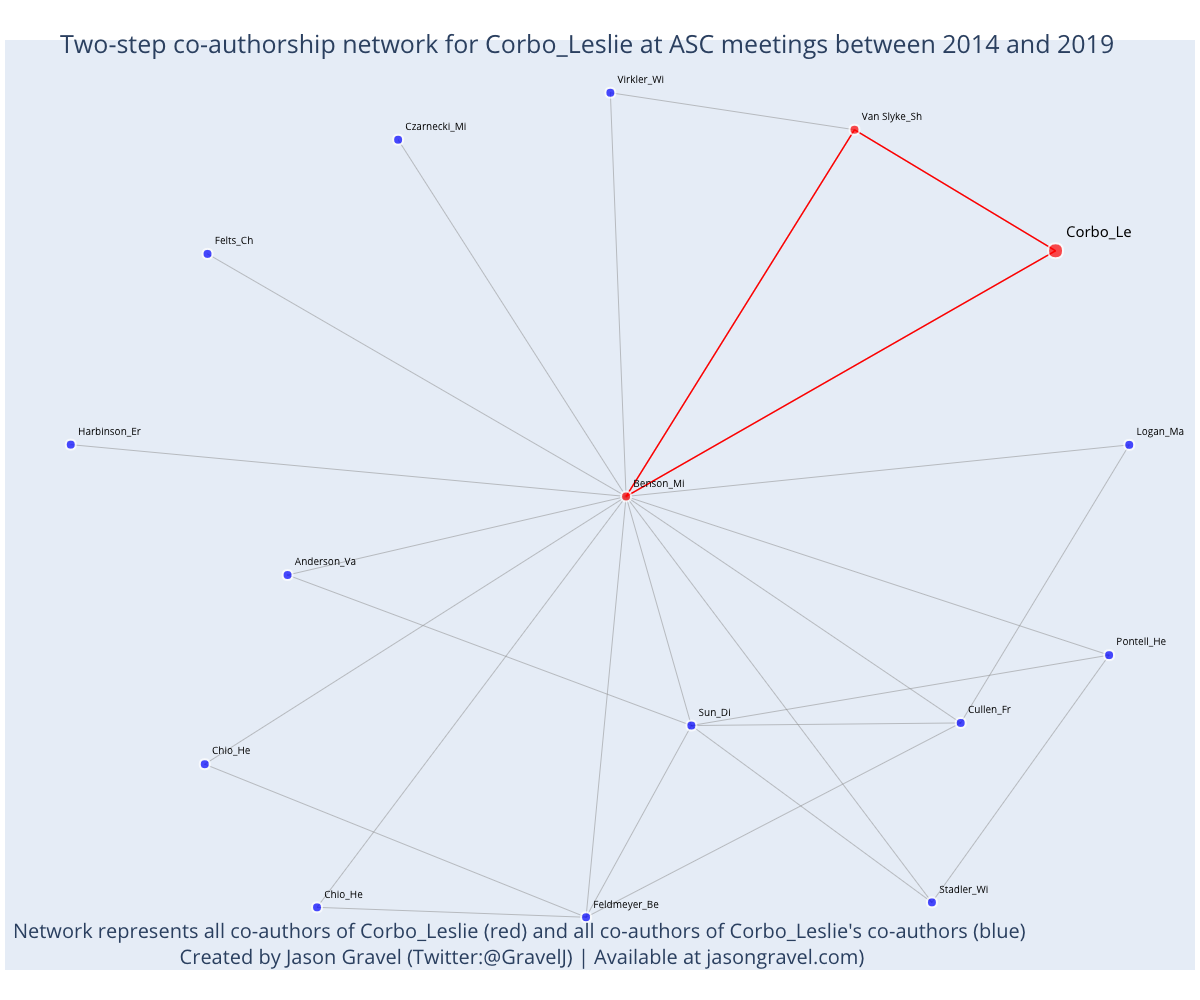 Two-step co-authorship network for Corbo_Leslie at ASC meetings between 2014 and 2019
Virkler_Wi
Van Slyke_Sh
Czarnecki_Mi
Corbo_Le
Felts_Ch
Harbinson_Er
Logan_Ma
Benson_Mi
Anderson_Va
Pontell_He
Sun_Di
Cullen_Fr
Chio_He
Stadler_Wi
Chio_He
Feldmeyer_Be
Network represents all co-authors of Corbo_Leslie (red) and all co-authors of Corbo_Leslie's co-authors (blue)
Created by Jason Gravel (Twitter:@GravelJ) | Available at jasongravel.com)